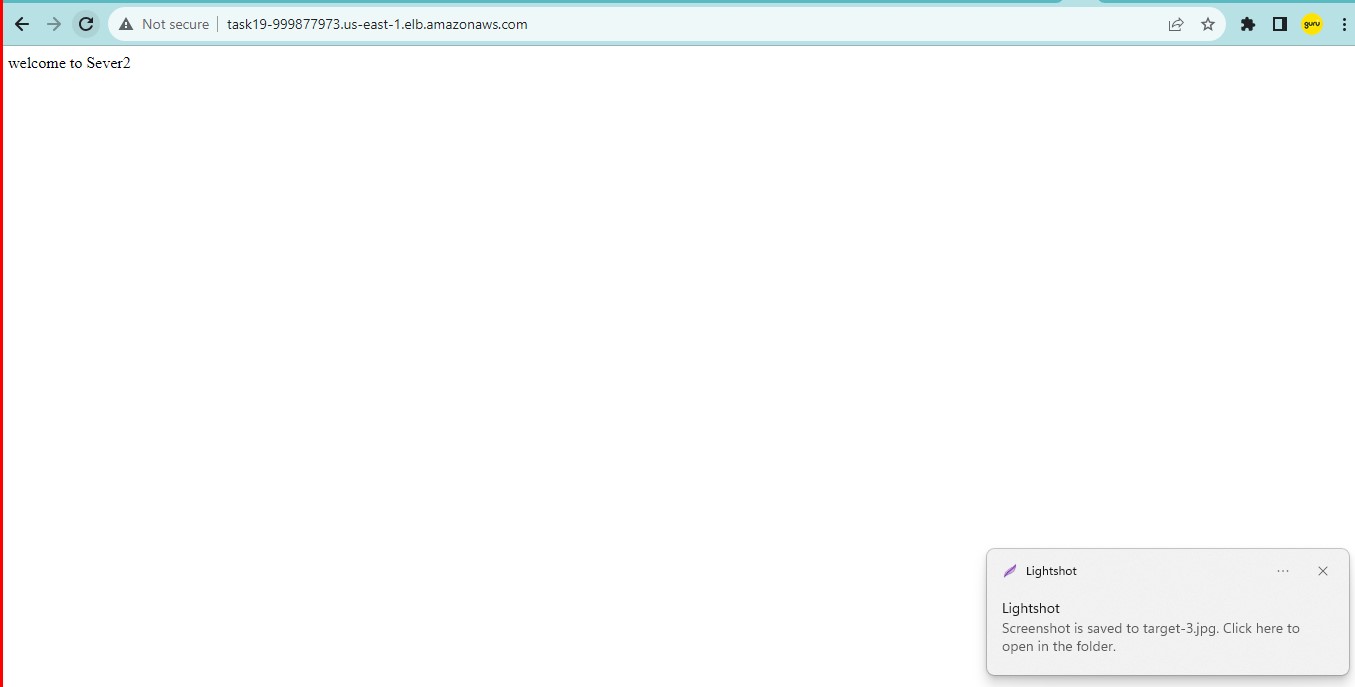 Not secure task19-999877973.us-east-1.elb.amazonaws.com guru
welcome to Sever2
Lightshot
Lightshot
Screenshot is saved to target-3.jpg. Click here to
open in the folder.